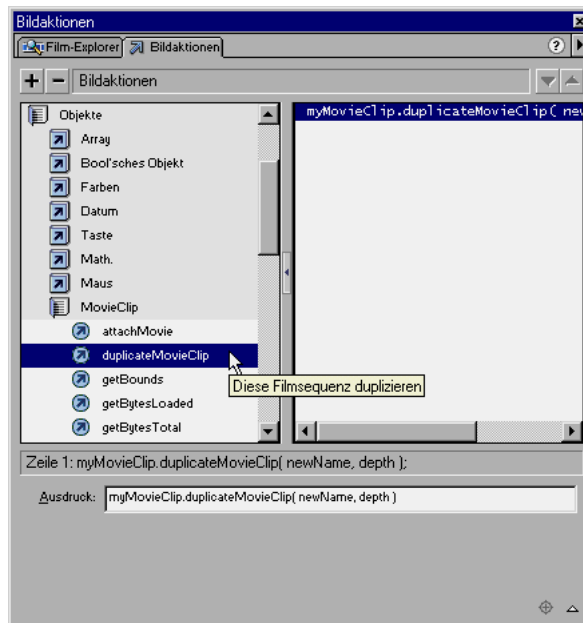 Bildaktionen
Film-Explorer Bildaktionen ?
Bildaktionen
Objekte
Array
Bool'sches Objekt
Farben
Datum
Taste
Math.
Maus
MovieClip
attachMovie
duplicateMovieClip
getBounds
getBytesLoaded
getBytesTotal
myMovieClip.duplicateMovieClip( new
Diese Filmsequenz duplizieren
Zeile 1: myMovieClip.duplicateMovieClip( newName, depth );
Ausdruck: myMovieClip.duplicateMovieClip( newName, depth )